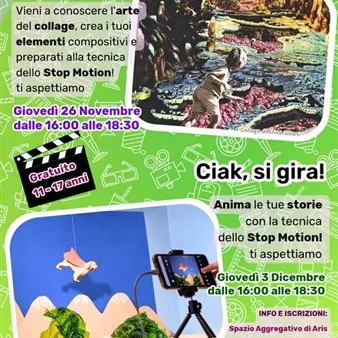 Vieni a conoscere l'arte
del collage, crea i tuoi
elementi compositivi e
preparati alla tecnica
dello Stop Motion!
ti aspettiamo
Giovedì 26 Novembre
dalle 16:00 alle 18:30
Gratuito
11 - 17 anni
Ciak, si gira!
Anima le tue storie
con la tecnica
dello Stop Motion!
ti aspettiamo
Giovedì 3 Dicembre
dalle 16:00 alle 18:30
INFO E ISCRIZIONI:
Spazio Aggregativo di Aris